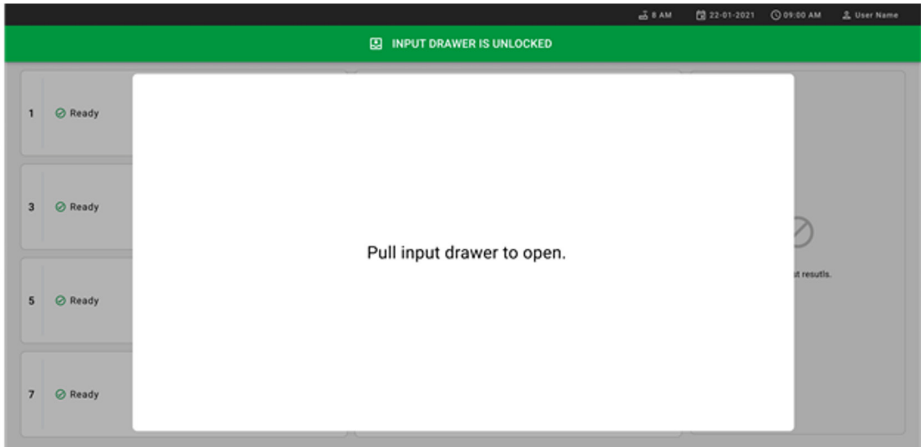 8 AM 22-01-2021 09:00 AM User Name
INPUT DRAWER IS UNLOCKED
1 Ready
3 Ready
5 Ready
7 Ready
Pull input drawer to open.
resutls.